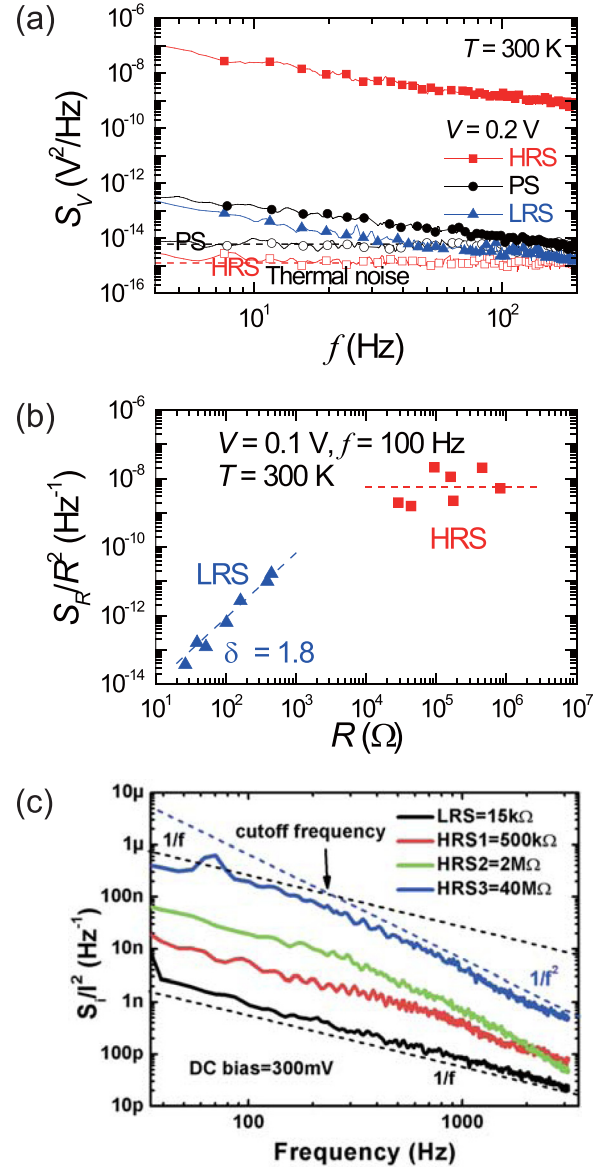 (a)
T = 300 K
V = 0.2 V
HRS
PS
LRS
PS
HRS
Thermal noise
10⁻⁶
10⁻⁸
10⁻¹⁰
10⁻¹²
10⁻¹⁴
10⁻¹⁶
S_V (V²/Hz)
10¹
10²
f (Hz)
(b)
V = 0.1 V, f = 100 Hz
T = 300 K
HRS
LRS
δ = 1.8
10⁻⁶
10⁻⁸
10⁻¹⁰
10⁻¹²
10⁻¹⁴
S_R/R² (Hz⁻¹)
10¹
10²
10³
10⁴
10⁵
10⁶
10⁷
R (Ω)
(c)
LRS=15kΩ
HRS1=500kΩ
HRS2=2MΩ
HRS3=40MΩ
1/f
cutoff frequency
1/f²
1/f
DC bias=300mV
10μ
1μ
100n
10n
1n
100p
10p
S_i/I² (Hz⁻¹)
100
1000
Frequency (Hz)